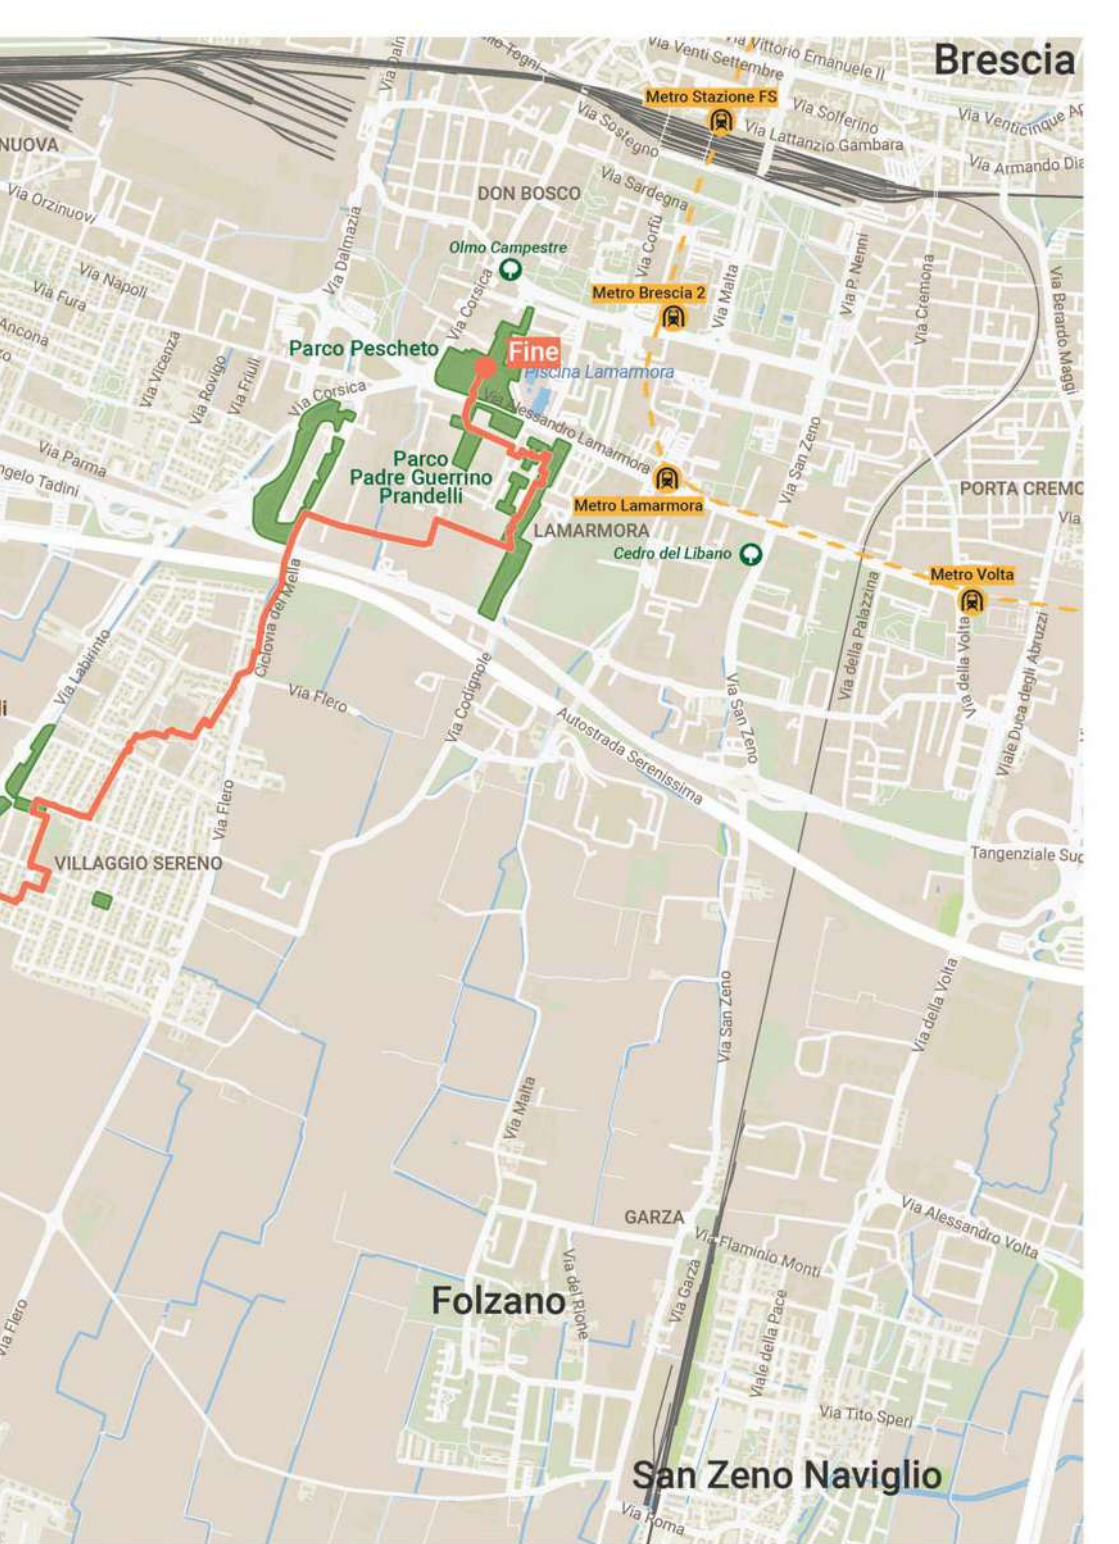 Via Vittorio Emanuele II
Via Venti Settembre
Brescia
Metro Stazione FS
Via Solferino
Via Venticinque Ap
Via Sostegno
Via Lattanzio Gambara
NUOVA
Via Armando Dia
Via Orzinuovi
DON BOSCO
Via Sardegna
Via Dalmazia
Olmo Campestre
Via Corfù
Via P. Nenni
Via Cremona
Via Napoli
Via Fura
Via Corsica
Metro Brescia 2
Via Malta
Via Berardo Maggi
Ancona
Via Vicenza
Via Rovigo
Via Friuli
Parco Pescheto
Fine
Piscina Lamarmora
Via Corsica
Via Alessandro Lamarmora
Via Parma
ngelo Tadini
Parco
Padre Guerrino
Prandelli
Via San Zeno
Metro Lamarmora
PORTA CREMO
Via
LAMARMORA
Cedro del Libano
Metro Volta
Ciclovia del Mella
Via Labirinto
Via della Palazzina
Via della Volta
Viale Duca degli Abruzzi
li
Via Flero
Via Codignole
Via San Zeno
Autostrada Serenissima
Via Flero
Tangenziale Sud
VILLAGGIO SERENO
Via della Volta
Via San Zeno
Via Malta
GARZA
Via Alessandro Volta
Via Flaminio Monti
Via del Rione
Via Garza
Folzano
Via Flero
Viale della Pace
Via Tito Speri
San Zeno Naviglio
Via Roma